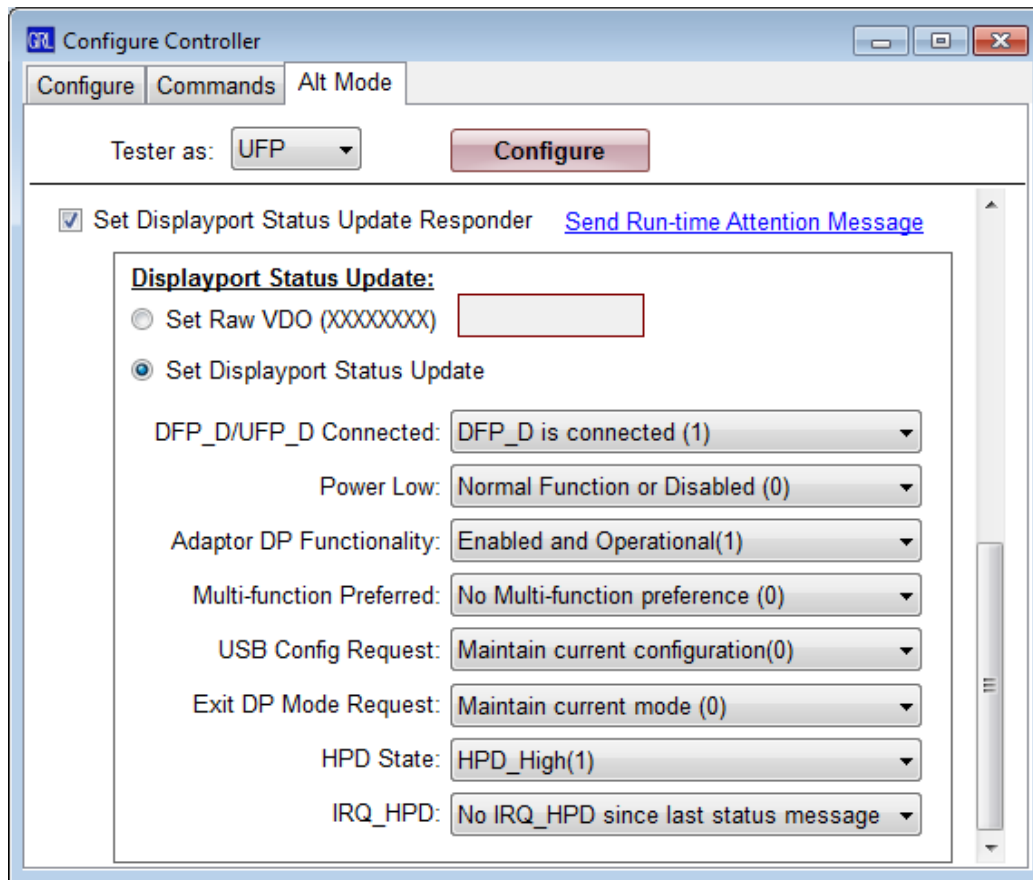 GRL Configure Controller
Configure Commands Alt Mode
Tester as: UFP Configure
Set Displayport Status Update Responder Send Run-time Attention Message
Displayport Status Update:
Set Raw VDO (XXXXXXXX)
Set Displayport Status Update
DFP_D/UFP_D Connected: DFP_D is connected (1)
Power Low: Normal Function or Disabled (0)
Adaptor DP Functionality: Enabled and Operational(1)
Multi-function Preferred: No Multi-function preference (0)
USB Config Request: Maintain current configuration(0)
Exit DP Mode Request: Maintain current mode (0)
HPD State: HPD_High(1)
IRQ_HPD: No IRQ_HPD since last status message